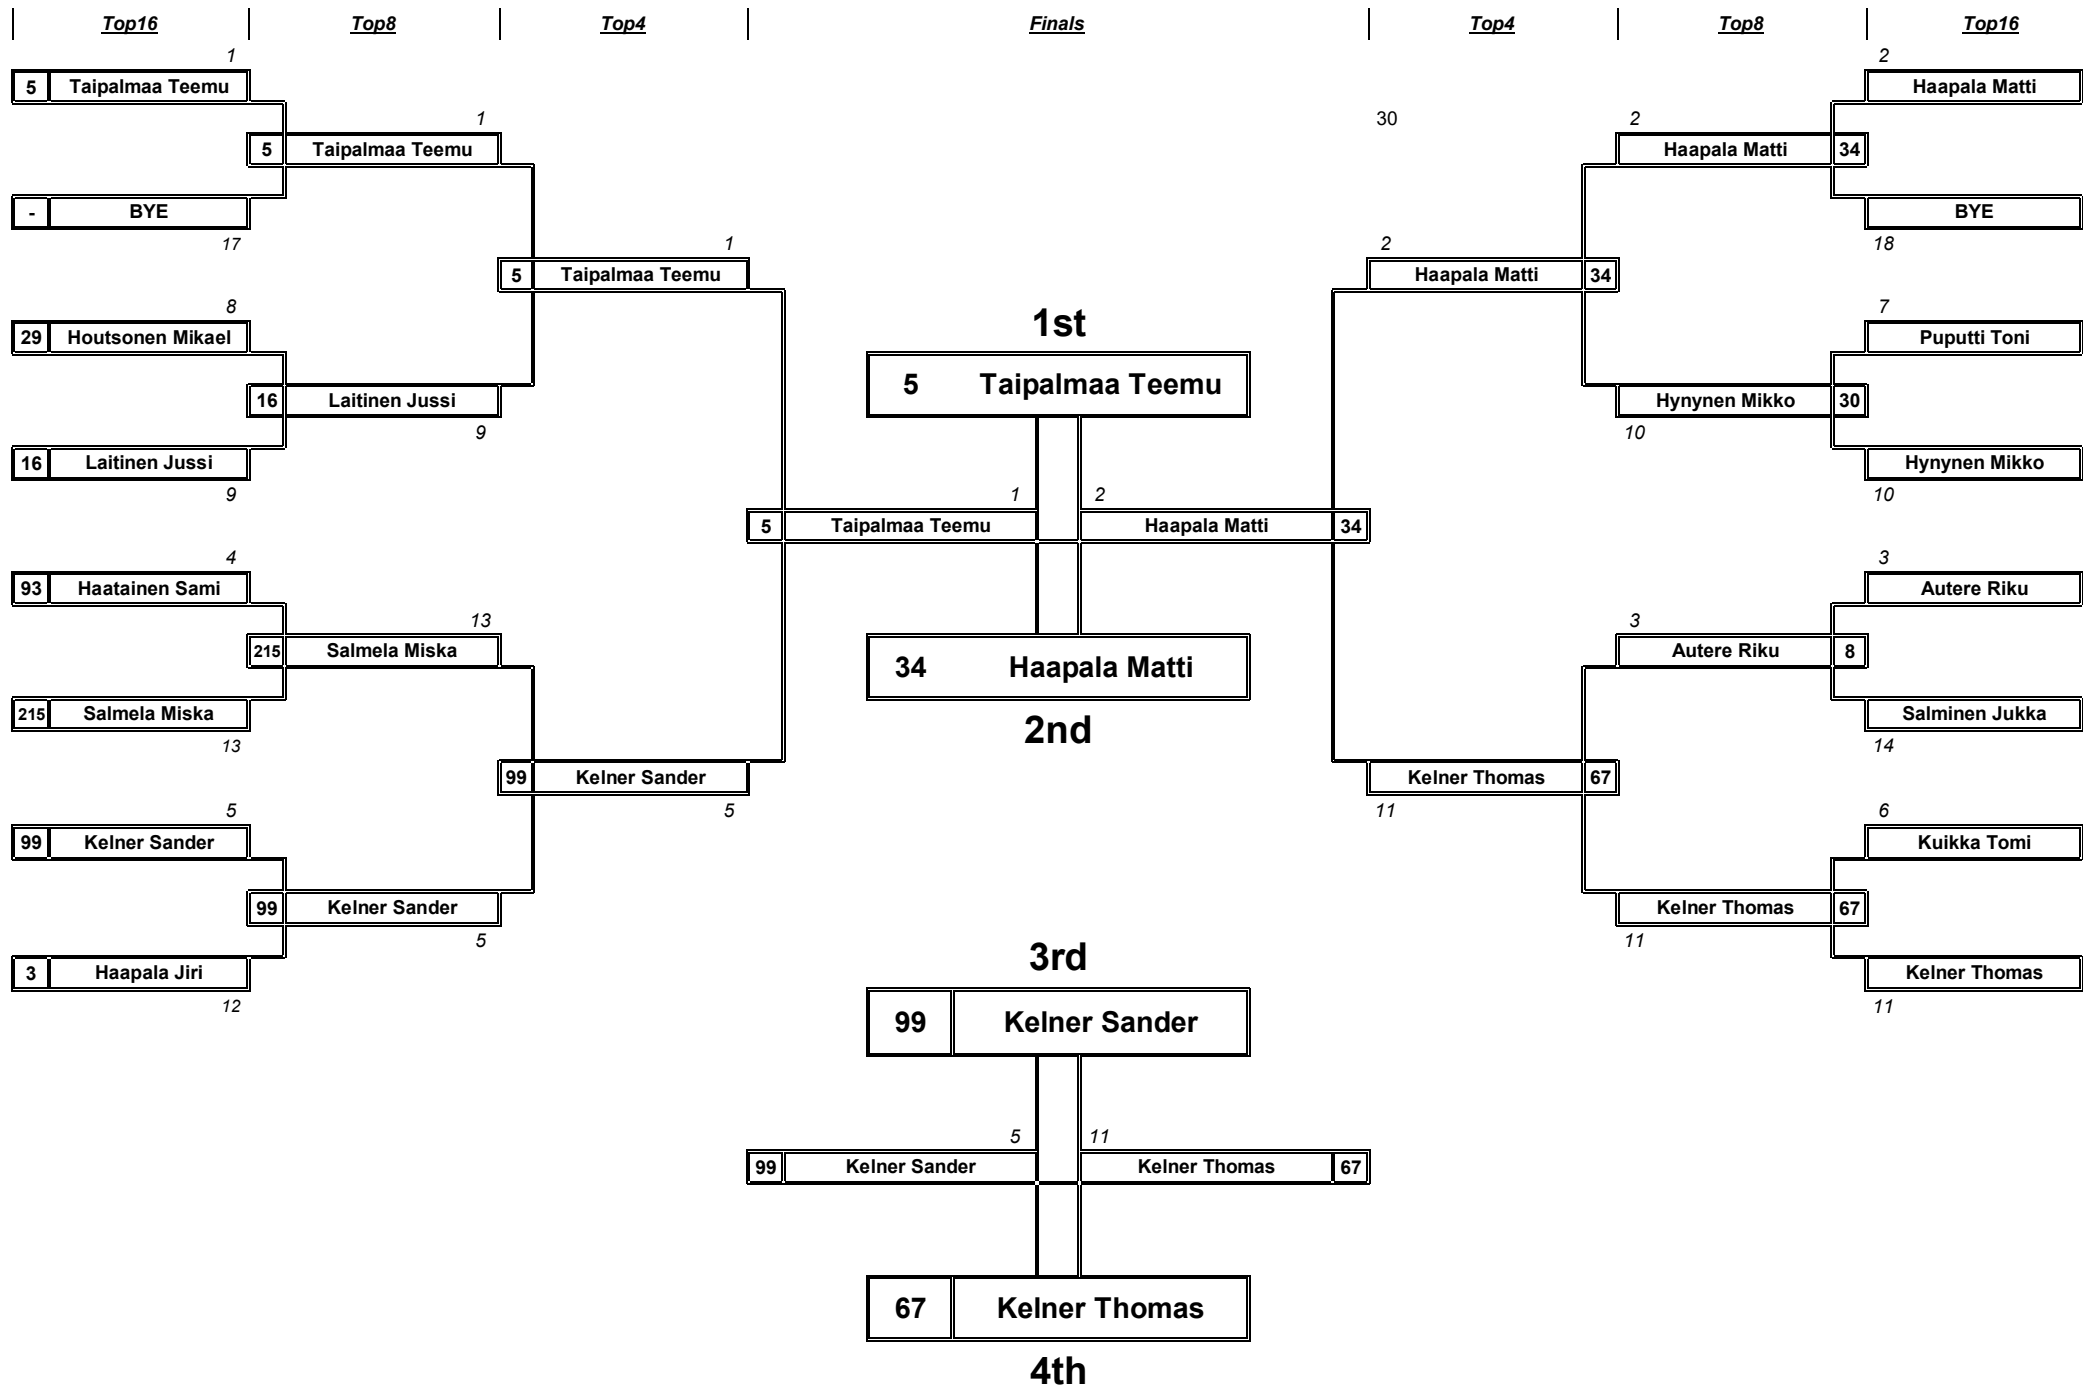 Top16 Top8 Top4 Finals Top4 Top8 Top16
1 2
5 Taipalmaa Teemu Haapala Matti
1 30 2
5 Taipalmaa Teemu Haapala Matti 34
- BYE BYE
17 1 2 18
5 Taipalmaa Teemu Haapala Matti 34
8 7
1st
29 Houtsonen Mikael Puputti Toni
5 Taipalmaa Teemu
16 Laitinen Jussi Hynynen Mikko 30
9 10
16 Laitinen Jussi Hynynen Mikko
9 1 2 10
5 Taipalmaa Teemu Haapala Matti 34
4 3
93 Haatainen Sami Autere Riku
13 3
215 Salmela Miska Autere Riku 8
34 Haapala Matti
215 Salmela Miska Salminen Jukka
2nd
13 14
99 Kelner Sander Kelner Thomas 67
5 5 11 6
99 Kelner Sander Kuikka Tomi
99 Kelner Sander Kelner Thomas 67
5 11
3rd
3 Haapala Jiri Kelner Thomas
12 11
99 Kelner Sander
5 11
99 Kelner Sander Kelner Thomas 67
67 Kelner Thomas
4th